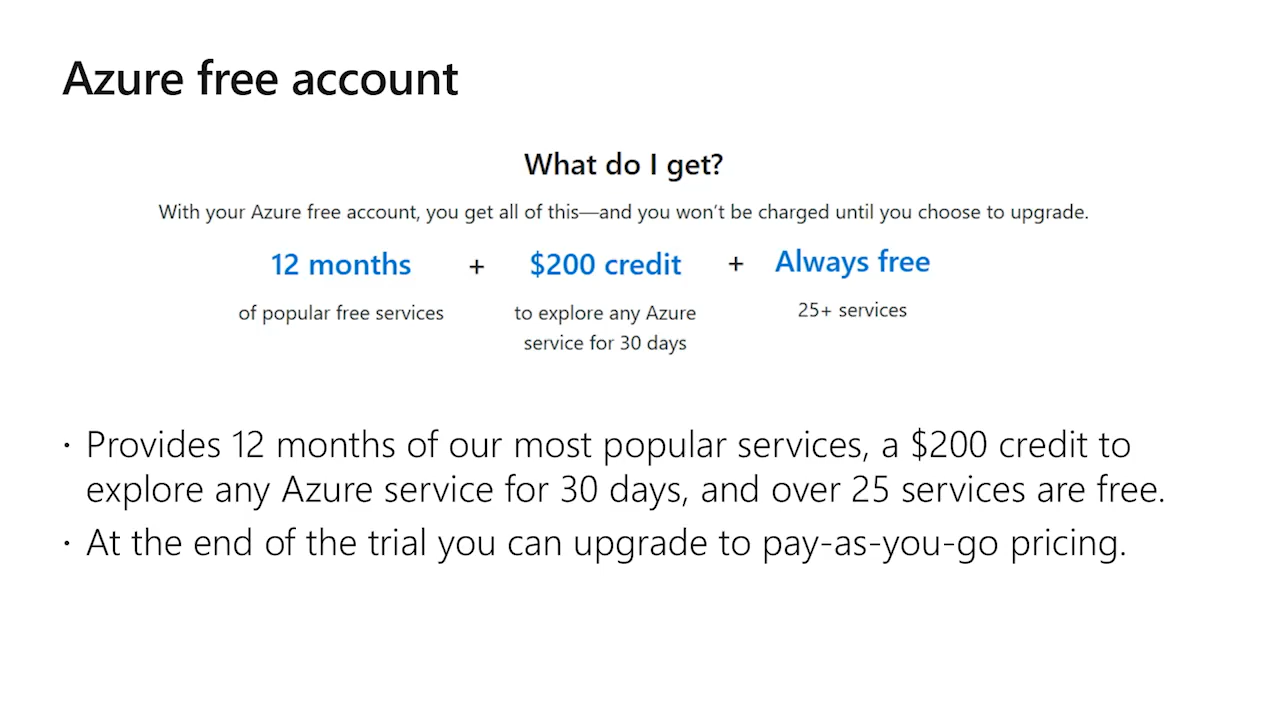 Azure free account
What do I get?
With your Azure free account, you get all of this—and you won't be charged until you choose to upgrade.
12 months + $200 credit + Always free
of popular free services to explore any Azure 25+ services
service for 30 days
· Provides 12 months of our most popular services, a $200 credit to
explore any Azure service for 30 days, and over 25 services are free.
· At the end of the trial you can upgrade to pay-as-you-go pricing.